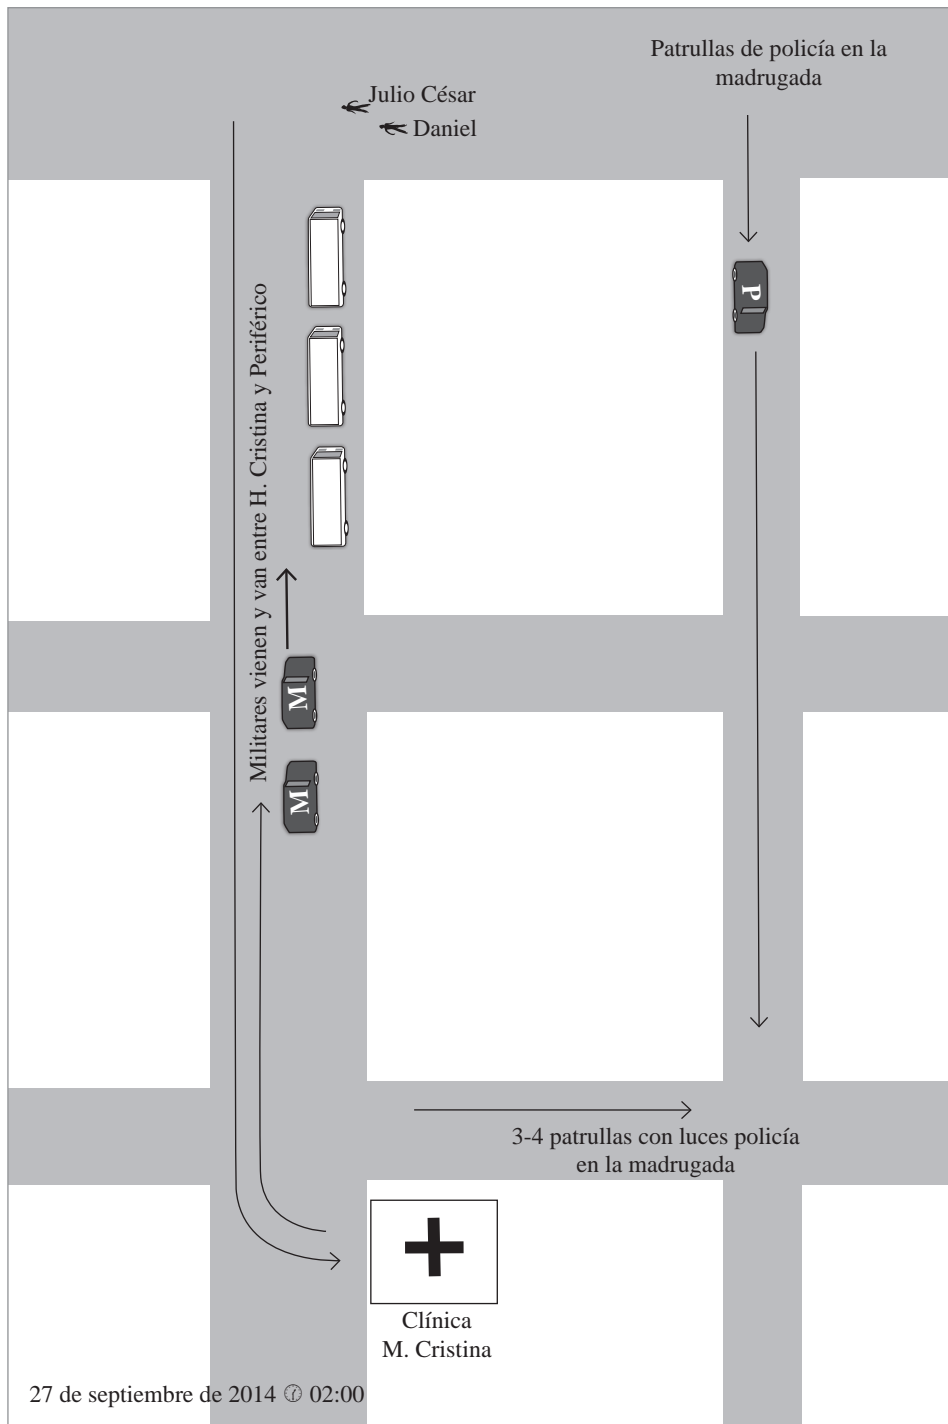 Patrullas de policía en la
madrugada
Julio César
Daniel
P
Militares vienen y van entre H. Cristina y Periférico
M
M
3-4 patrullas con luces policía
en la madrugada
Clínica
M. Cristina
27 de septiembre de 2014 🕜 02:00